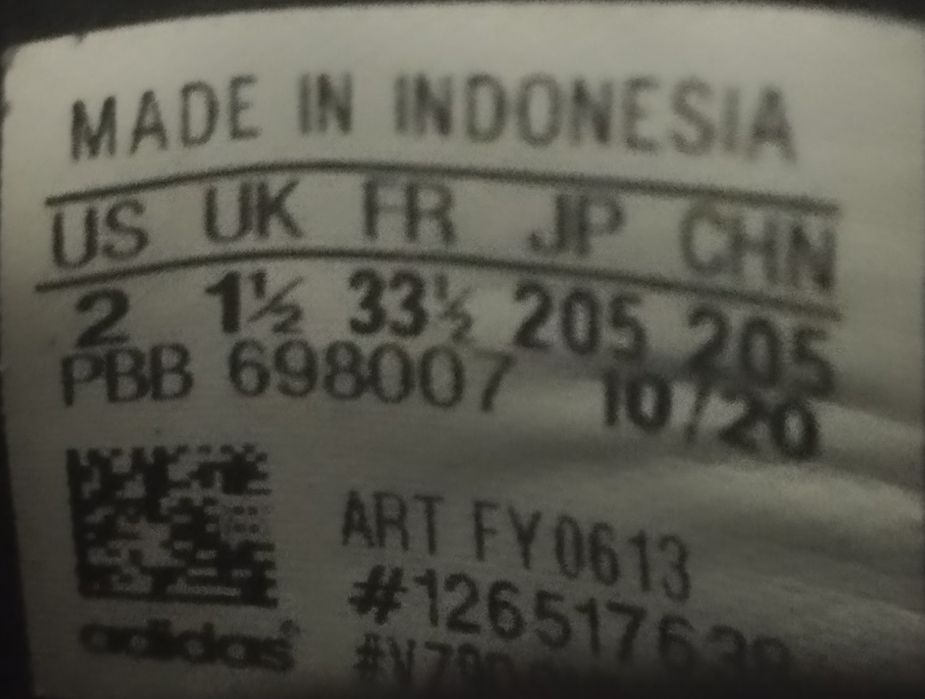 MADE IN INDONESIA
US UK FR JP CHN
2 1½ 33½ 205 205
PBB 698007 10/20
ART FY0613
adidas